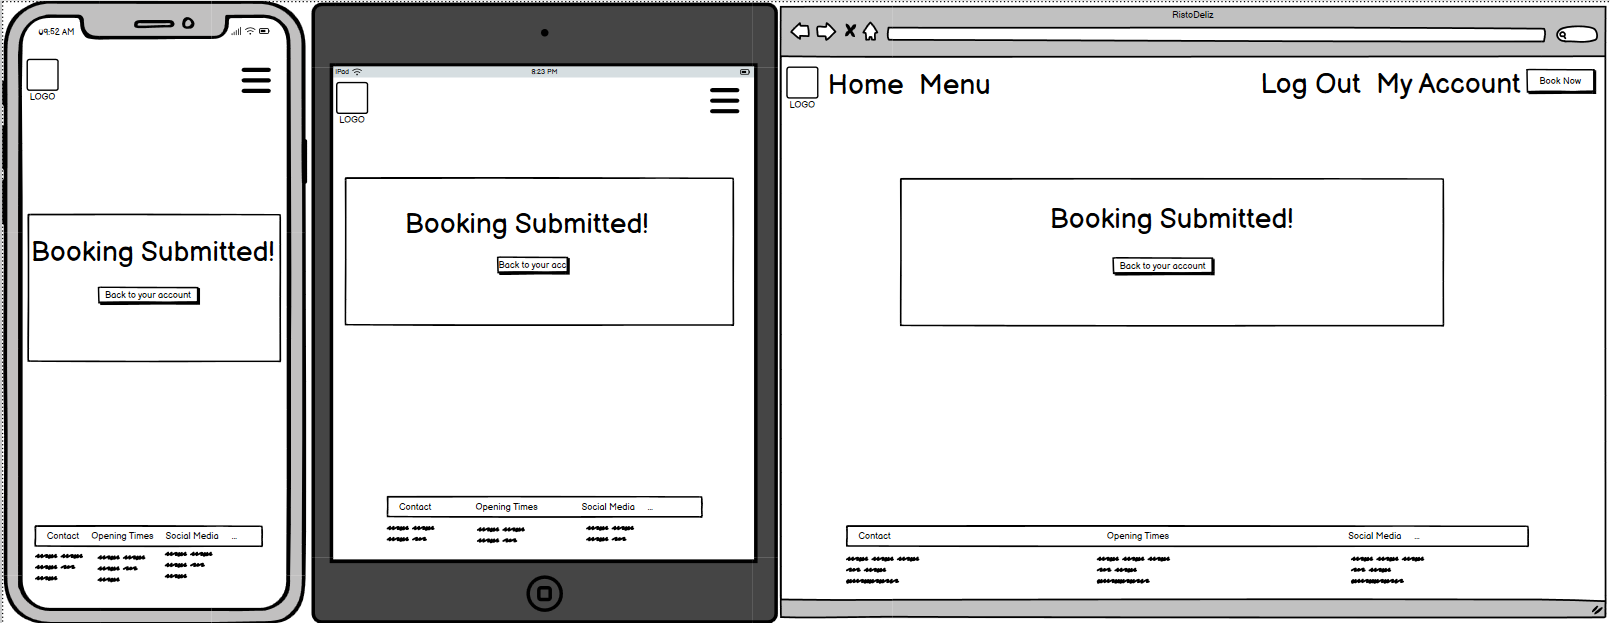 09:52 AM
LOGO
Booking Submitted!
Back to your account
Contact Opening Times Social Media ...
iPad 8:23 PM
LOGO
Booking Submitted!
Back to your acc
Contact Opening Times Social Media ...
RistoDeliz
LOGO Home Menu Log Out My Account Book Now
Booking Submitted!
Back to your account
Contact Opening Times Social Media ...